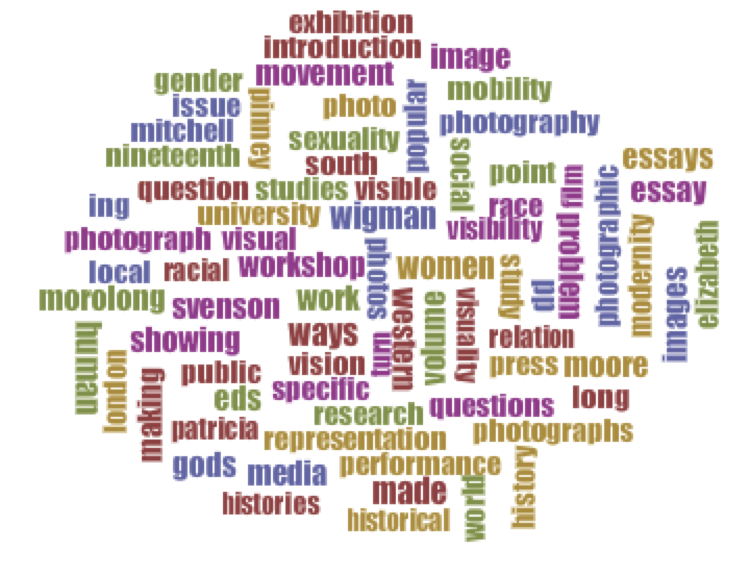 exhibition
introduction
image
movement
gender
mobility
issue
pinney
photo
popular
photography
mitchell
sexuality
nineteenth
south
social
point
essays
question studies visible
film
photographic
essay
ing
university
wigman
race
visibility
photograph visual
problem
modernity
elizabeth
local racial workshop
photos
women
study
pp
images
morolong svenson work
western
volume
visuality
human
showing
ways
turn
relation
london
making
public
vision
press moore
eds
specific
long
patricia
research
questions
representation
photographs
gods
media
performance
history
histories
made
world
historical